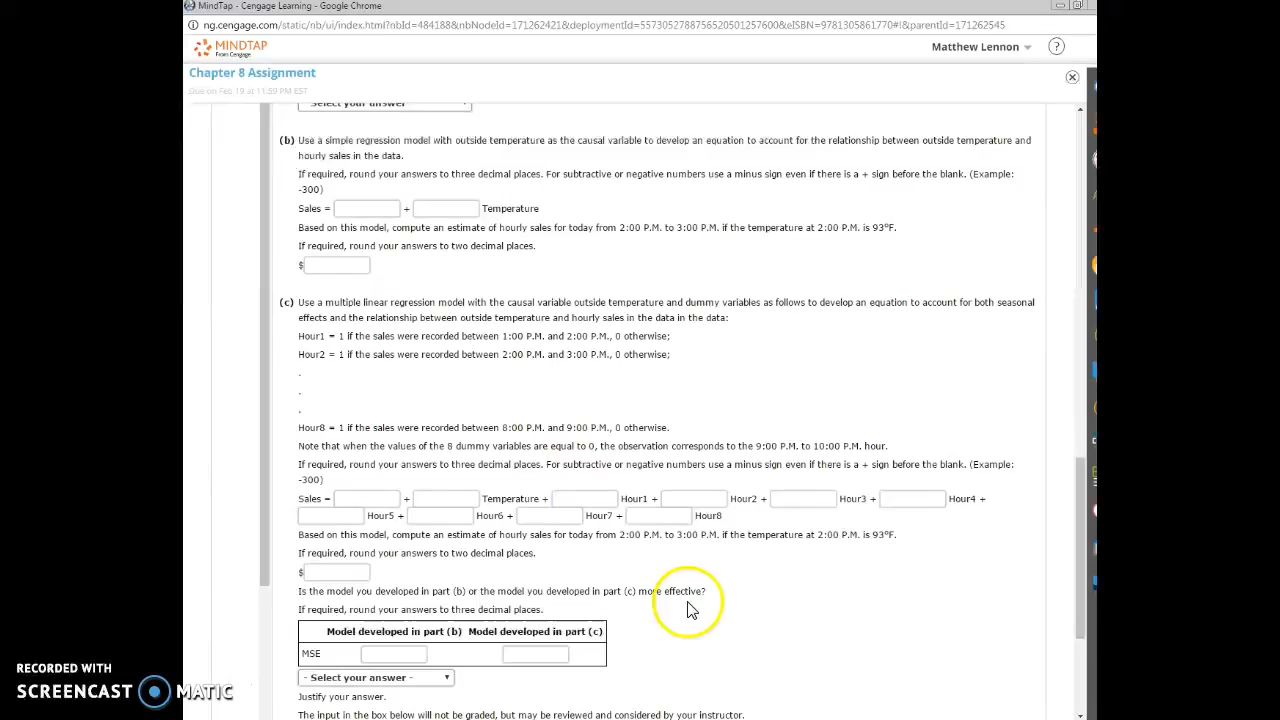 MindTap - Cengage Learning - Google Chrome
ng.cengage.com/static/nb/ui/index.html?nbId=484188&nbNodeId=171262421&deploymentId=5573052788756520501257600&eISBN=9781305861770#!&parentId=171262545
MINDTAP
From Cengage
Matthew Lennon
?
Chapter 8 Assignment
Due on Feb 19 at 11:59 PM EST
- Select your answer -
(b) Use a simple regression model with outside temperature as the causal variable to develop an equation to account for the relationship between outside temperature and
hourly sales in the data.
If required, round your answers to three decimal places. For subtractive or negative numbers use a minus sign even if there is a + sign before the blank. (Example:
-300)
Sales = + Temperature
Based on this model, compute an estimate of hourly sales for today from 2:00 P.M. to 3:00 P.M. if the temperature at 2:00 P.M. is 93°F.
If required, round your answers to two decimal places.
$
(c) Use a multiple linear regression model with the causal variable outside temperature and dummy variables as follows to develop an equation to account for both seasonal
effects and the relationship between outside temperature and hourly sales in the data in the data:
Hour1 = 1 if the sales were recorded between 1:00 P.M. and 2:00 P.M., 0 otherwise;
Hour2 = 1 if the sales were recorded between 2:00 P.M. and 3:00 P.M., 0 otherwise;
.
.
.
Hour8 = 1 if the sales were recorded between 8:00 P.M. and 9:00 P.M., 0 otherwise.
Note that when the values of the 8 dummy variables are equal to 0, the observation corresponds to the 9:00 P.M. to 10:00 P.M. hour.
If required, round your answers to three decimal places. For subtractive or negative numbers use a minus sign even if there is a + sign before the blank. (Example:
-300)
Sales = + Temperature + Hour1 + Hour2 + Hour3 + Hour4 +
Hour5 + Hour6 + Hour7 + Hour8
Based on this model, compute an estimate of hourly sales for today from 2:00 P.M. to 3:00 P.M. if the temperature at 2:00 P.M. is 93°F.
If required, round your answers to two decimal places.
$
Is the model you developed in part (b) or the model you developed in part (c) more effective?
If required, round your answers to three decimal places.
Model developed in part (b) Model developed in part (c)
MSE
- Select your answer -
Justify your answer.
The input in the box below will not be graded, but may be reviewed and considered by your instructor.
RECORDED WITH
SCREENCAST MATIC